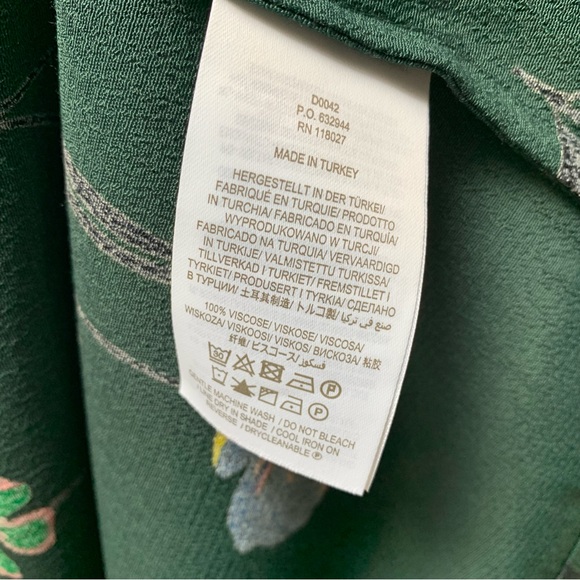 D0042
P.O. 632944
RN 118027
MADE IN TURKEY
HERGESTELLT IN DER TÜRKEI/
FABRIQUÉ EN TURQUIE/ PRODOTTO
IN TURCHIA/ FABRICADO EN TURQUÍA/
WYPRODUKOWANO W TURCJI/
FABRICADO NA TURQUIA/ VERVAARDIGD
IN TURKIJE/ VALMISTETTU TURKISSA/
TILLVERKAD I TURKIET/ FREMSTILLET I
TYRKIET/ PRODUSERT I TYRKIA/ СДЕЛАНО
В ТУРЦИИ/ 土耳其制造/ トルコ製/ صنع في تركيا
100% VISCOSE/ VISKOSE/ VISCOSA/
WISKOZA/ VISKOOSI/ VISKOS/ ВИСКОЗА/ 粘胶
纤维/ ビスコース/ فسكوز
30
P
P
GENTLE MACHINE WASH / DO NOT BLEACH
/ LINE DRY IN SHADE / COOL IRON ON
REVERSE / DRYCLEANABLE Ⓟ